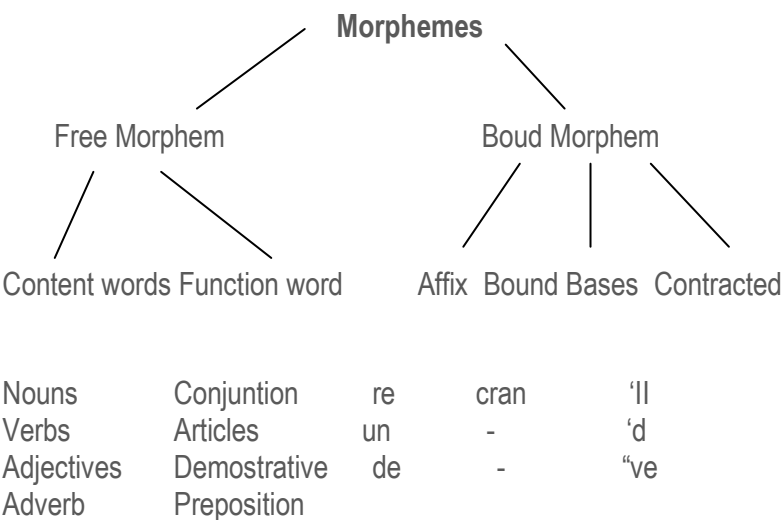 Morphemes
Free Morphem Boud Morphem
Content words Function word Affix Bound Bases Contracted
Nouns Conjuntion re cran ‘ll
Verbs Articles un - ‘d
Adjectives Demostrative de - “ve
Adverb Preposition